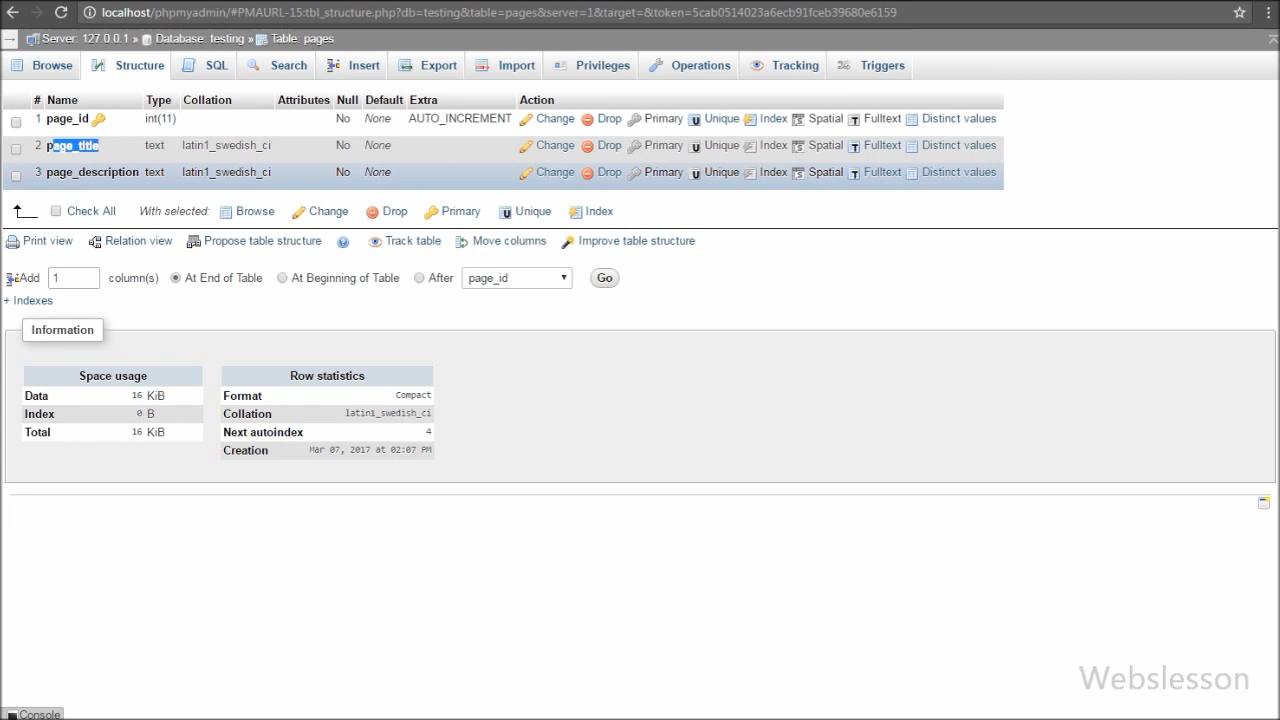 localhost/phpmyadmin/#PMAURL-15:tbl_structure.php?db=testing&table=pages&server=1&target=&token=5cab0514023a6ecb91fceb39680e6159
Server: 127.0.0.1 » Database: testing » Table: pages
Browse Structure SQL Search Insert Export Import Privileges Operations Tracking Triggers
# Name Type Collation Attributes Null Default Extra Action
1 page_id int(11) No None AUTO_INCREMENT Change Drop Primary Unique Index Spatial Fulltext Distinct values
2 page_title text latin1_swedish_ci No None Change Drop Primary Unique Index Spatial Fulltext Distinct values
3 page_description text latin1_swedish_ci No None Change Drop Primary Unique Index Spatial Fulltext Distinct values
Check All With selected: Browse Change Drop Primary Unique Index
Print view Relation view Propose table structure Track table Move columns Improve table structure
Add 1 column(s) At End of Table At Beginning of Table After page_id Go
+ Indexes
Information
Space usage
Data 16 KiB
Index 0 B
Total 16 KiB
Row statistics
Format Compact
Collation latin1_swedish_ci
Next autoindex 4
Creation Mar 07, 2017 at 02:07 PM
Webslesson
Console